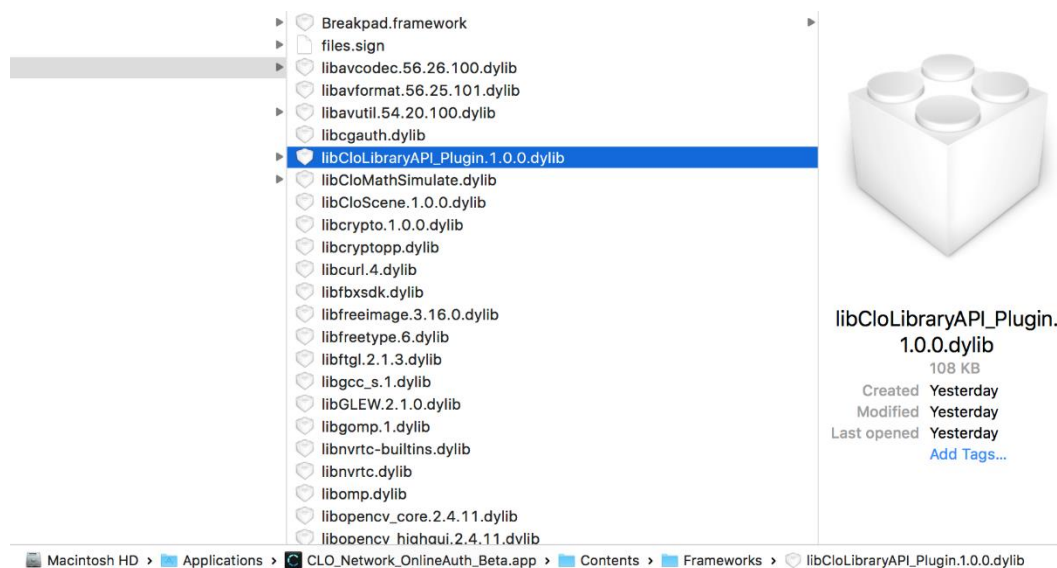 Breakpad.framework
files.sign
libavcodec.56.26.100.dylib
libavformat.56.25.101.dylib
libavutil.54.20.100.dylib
libcgauth.dylib
libCloLibraryAPI_Plugin.1.0.0.dylib
libCloMathSimulate.dylib
libCloScene.1.0.0.dylib
libcrypto.1.0.0.dylib
libcryptopp.dylib
libcurl.4.dylib
libfbxsdk.dylib
libfreeimage.3.16.0.dylib
libfreetype.6.dylib
libftgl.2.1.3.dylib
libgcc_s.1.dylib
libGLEW.2.1.0.dylib
libgomp.1.dylib
libnvrtc-builtins.dylib
libnvrtc.dylib
libomp.dylib
libopencv_core.2.4.11.dylib
libopencv_highgui.2.4.11.dylib
libCloLibraryAPI_Plugin.
1.0.0.dylib
108 KB
Created Yesterday
Modified Yesterday
Last opened Yesterday
Add Tags...
Macintosh HD › Applications › CLO_Network_OnlineAuth_Beta.app › Contents › Frameworks › libCloLibraryAPI_Plugin.1.0.0.dylib